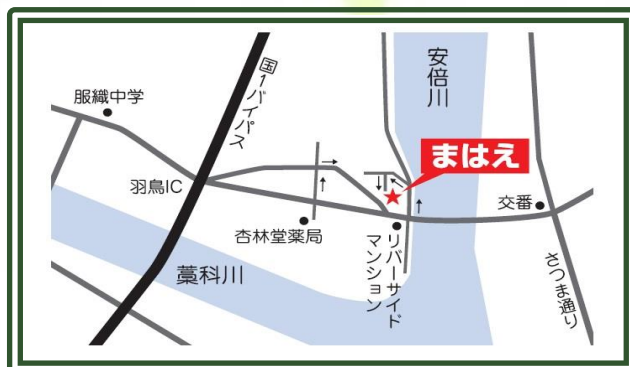 国1バイパス
服織中学
羽鳥IC
杏林堂薬局
藁科川
安倍川
まはえ
リバーサイド
マンション
交番
さつま通り